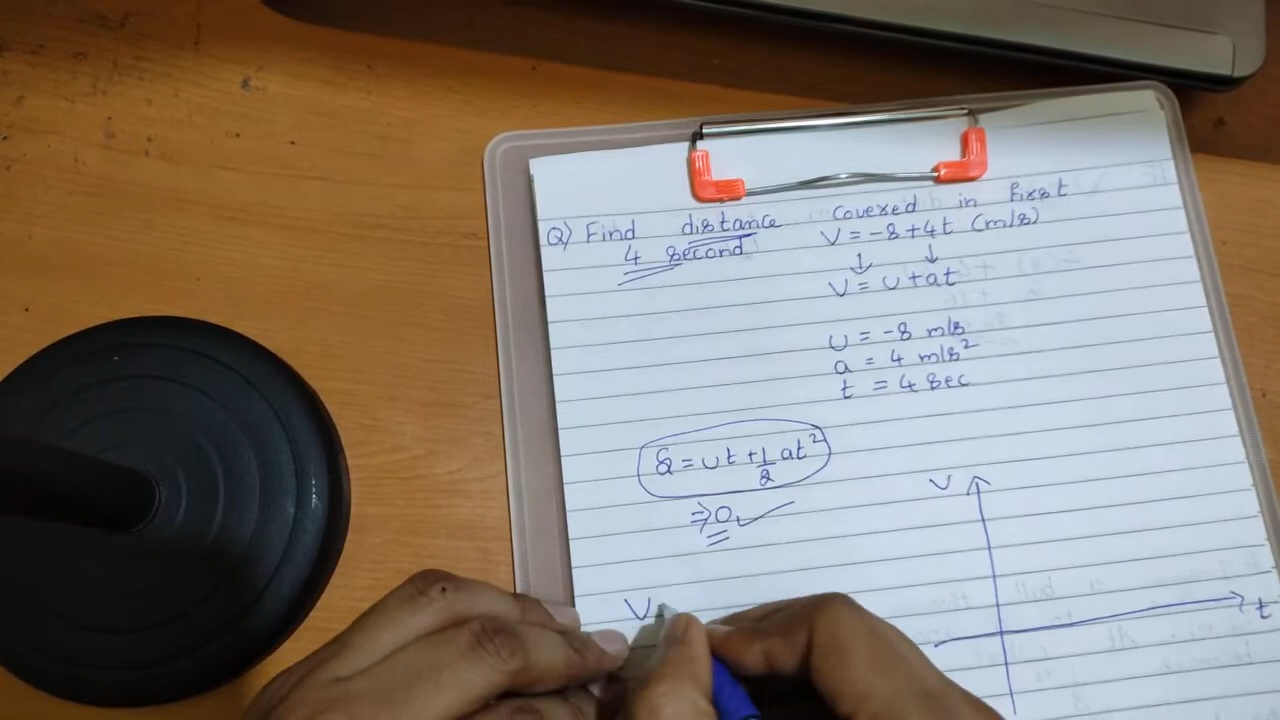 Q) Find distance covered in first
4 second
V = -8 + 4t (m/s)
↓ ↓
V = u + at
u = -8 m/s
a = 4 m/s²
t = 4 sec
S = ut + 1/2 at²
⇒ 0 ✓
V
V
t